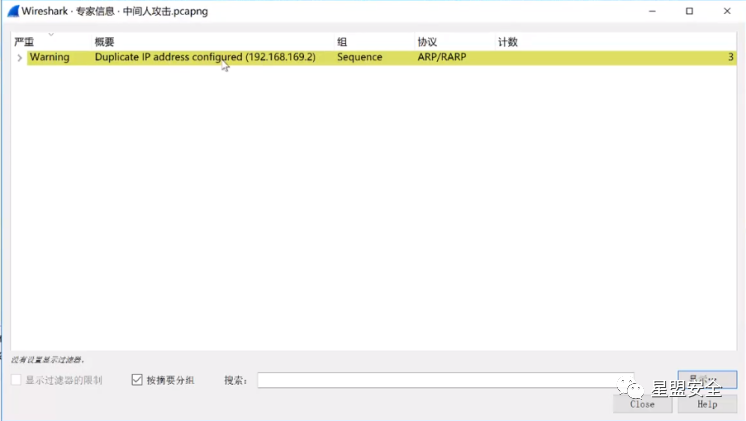 Wireshark · 专家信息 · 中间人攻击.pcapng
严重 概要 组 协议 计数
Warning Duplicate IP address configured (192.168.169.2) Sequence ARP/RARP 3
没有设置显示过滤器。
显示过滤器的限制 按摘要分组 搜索:
星盟安全
Close Help